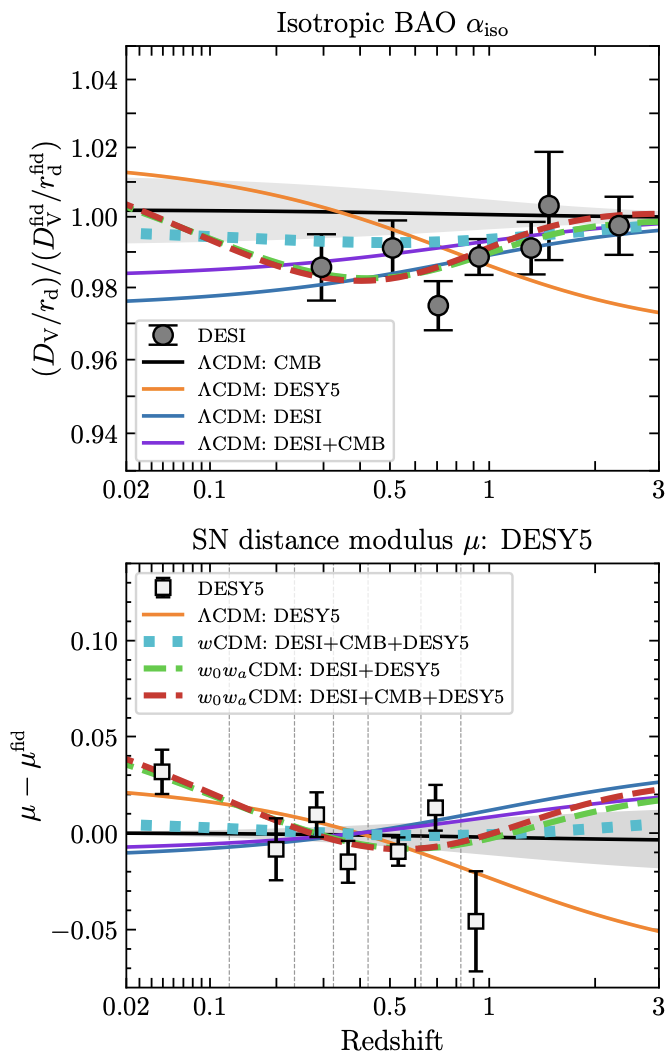 Isotropic BAO α_iso
(D_V/r_d)/(D_V^fid/r_d^fid)
1.04
1.02
1.00
0.98
0.96
0.94
DESI
ΛCDM: CMB
ΛCDM: DESY5
ΛCDM: DESI
ΛCDM: DESI+CMB
0.02 0.1 0.5 1 3
SN distance modulus μ: DESY5
μ − μ^fid
0.10
0.05
0.00
−0.05
DESY5
ΛCDM: DESY5
wCDM: DESI+CMB+DESY5
w₀wₐCDM: DESI+DESY5
w₀wₐCDM: DESI+CMB+DESY5
0.02 0.1 0.5 1 3
Redshift